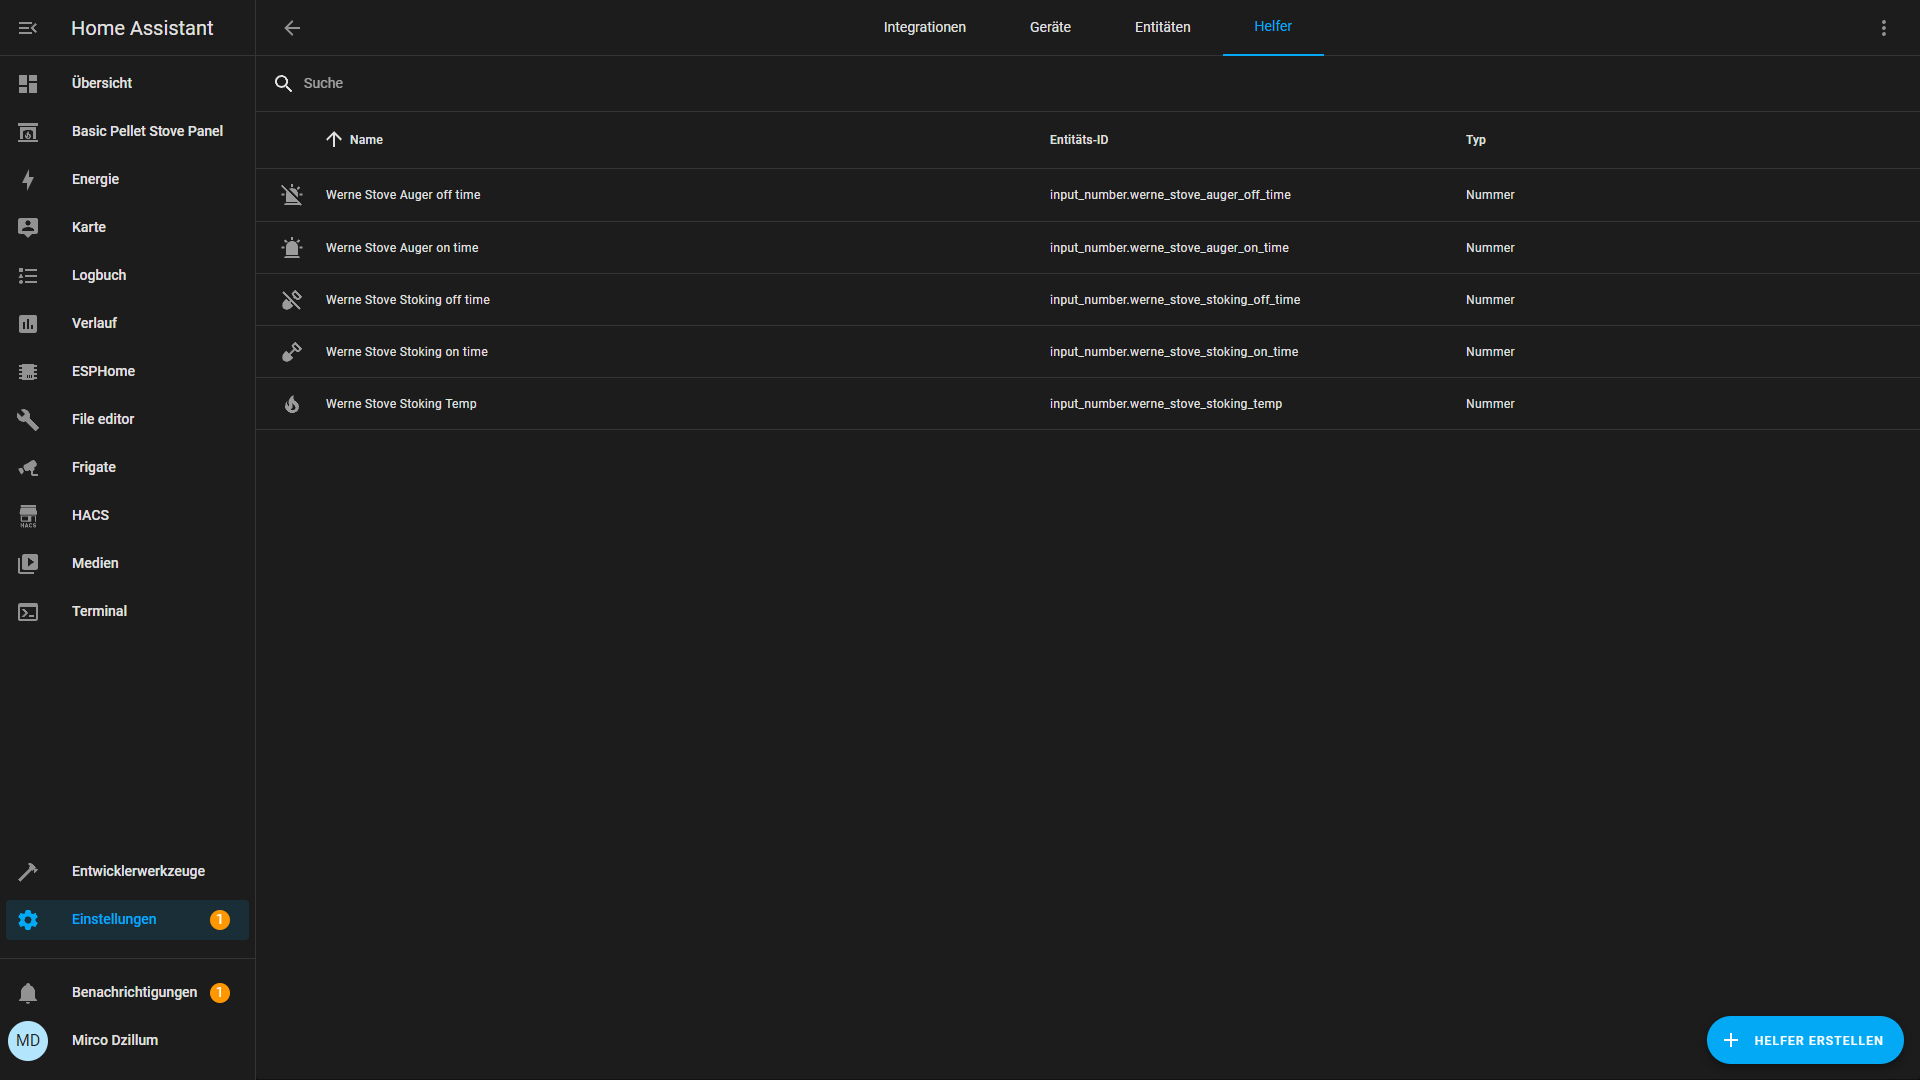 Home Assistant
Integrationen
Geräte
Entitäten
Helfer
Übersicht
Basic Pellet Stove Panel
Energie
Karte
Logbuch
Verlauf
ESPHome
File editor
Frigate
HACS
HACS
Medien
Terminal
Entwicklerwerkzeuge
Einstellungen 1
Benachrichtigungen 1
MD Mirco Dzillum
Suche
Name Entitäts-ID Typ
Werne Stove Auger off time input_number.werne_stove_auger_off_time Nummer
Werne Stove Auger on time input_number.werne_stove_auger_on_time Nummer
Werne Stove Stoking off time input_number.werne_stove_stoking_off_time Nummer
Werne Stove Stoking on time input_number.werne_stove_stoking_on_time Nummer
Werne Stove Stoking Temp input_number.werne_stove_stoking_temp Nummer
HELFER ERSTELLEN